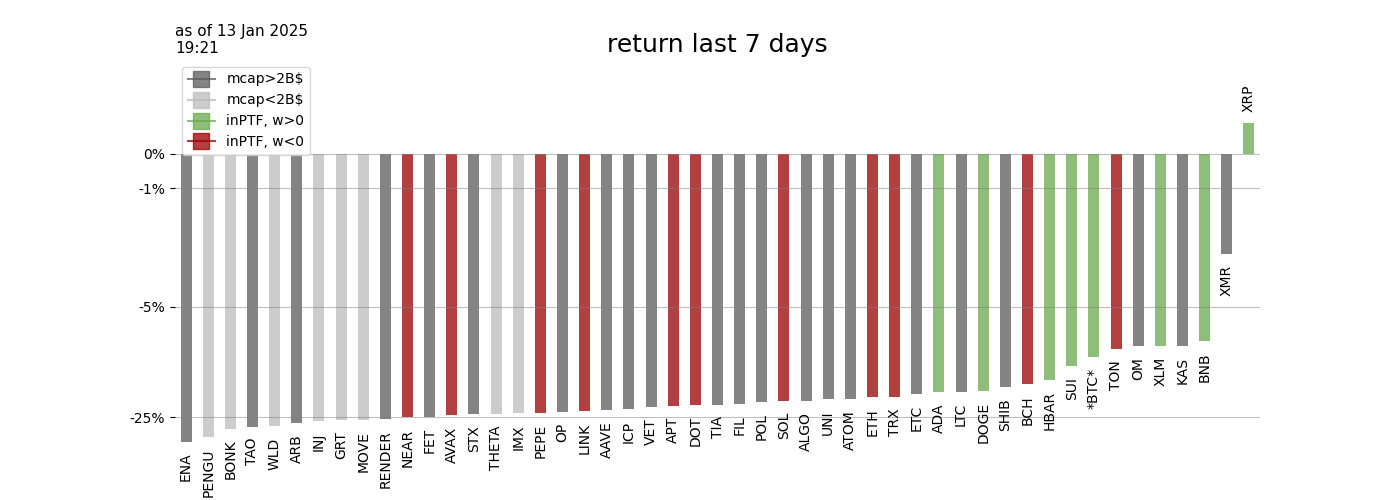 as of 13 Jan 2025
19:21
return last 7 days
mcap>2B$
mcap<2B$
inPTF, w>0
inPTF, w<0
0%
-1%
-5%
-25%
ENA
PENGU
BONK
TAO
WLD
ARB
INJ
GRT
MOVE
RENDER
NEAR
FET
AVAX
STX
THETA
IMX
PEPE
OP
LINK
AAVE
ICP
VET
APT
DOT
TIA
FIL
POL
SOL
ALGO
UNI
ATOM
ETH
TRX
ETC
ADA
LTC
DOGE
SHIB
BCH
HBAR
SUI
*BTC*
TON
OM
XLM
KAS
BNB
XMR
XRP